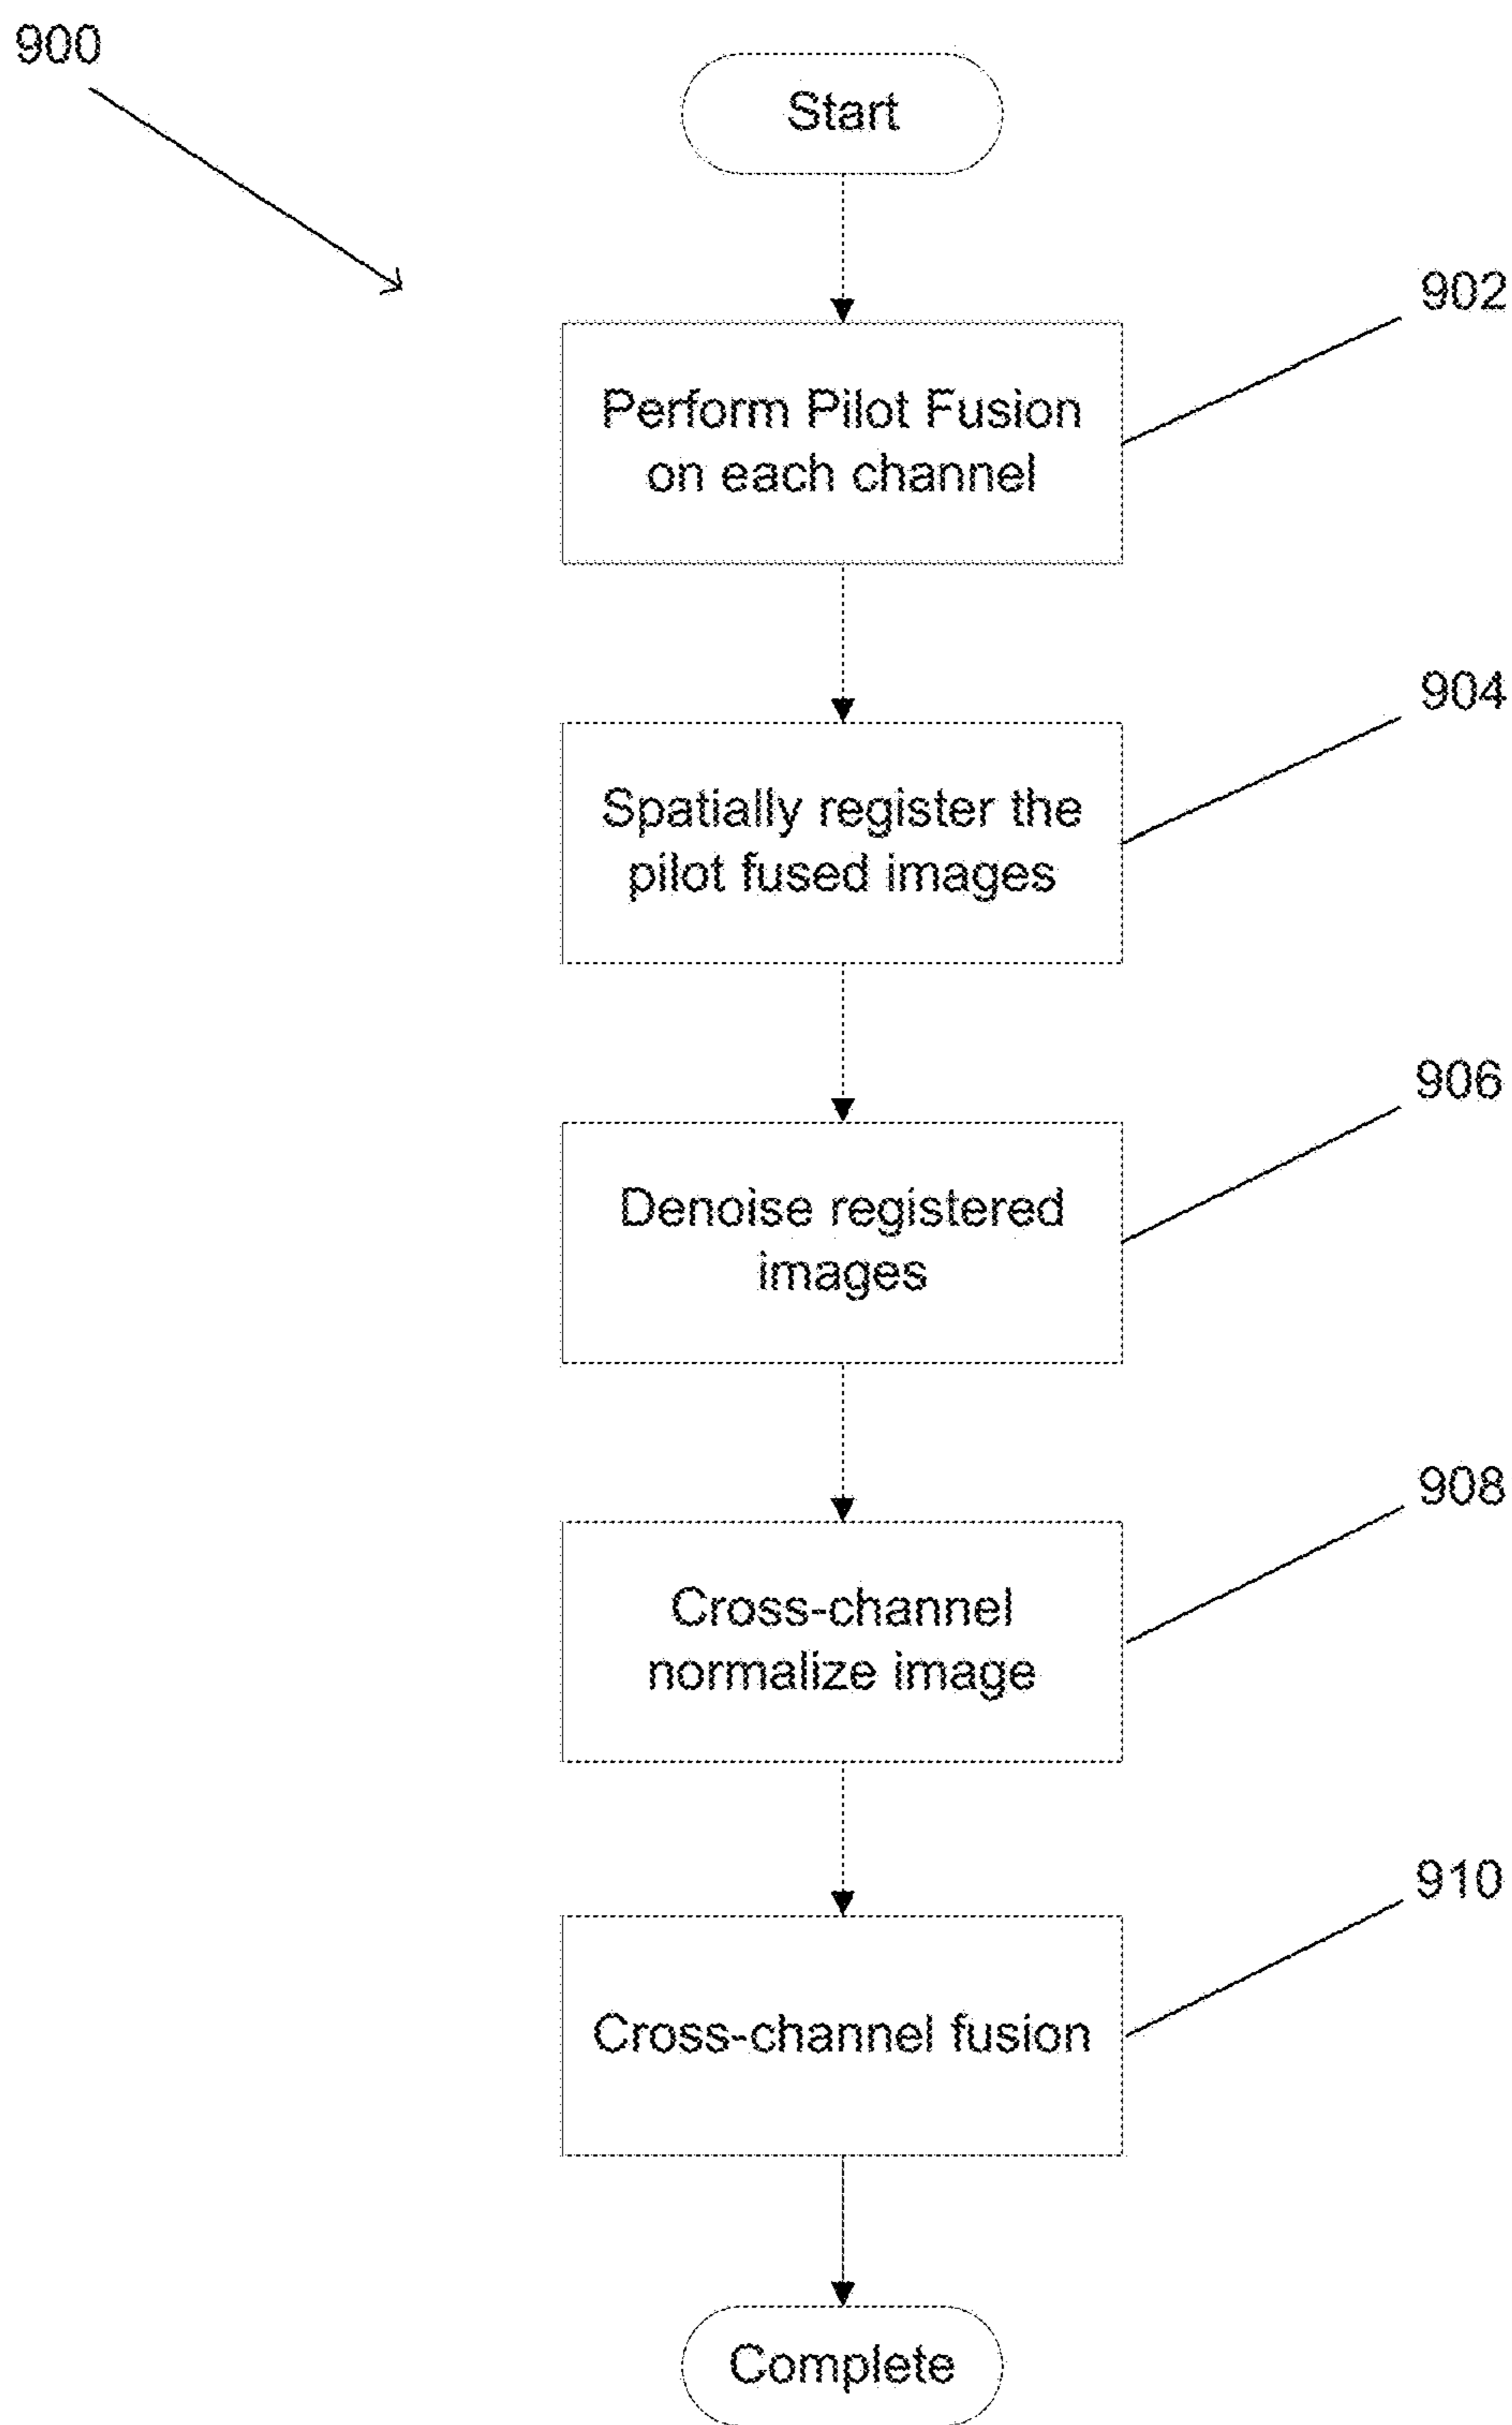 900
Start
902
Perform Pilot Fusion
on each channel
904
Spatially register the
pilot fused images
906
Denoise registered
images
908
Cross-channel
normalize image
910
Cross-channel fusion
Complete